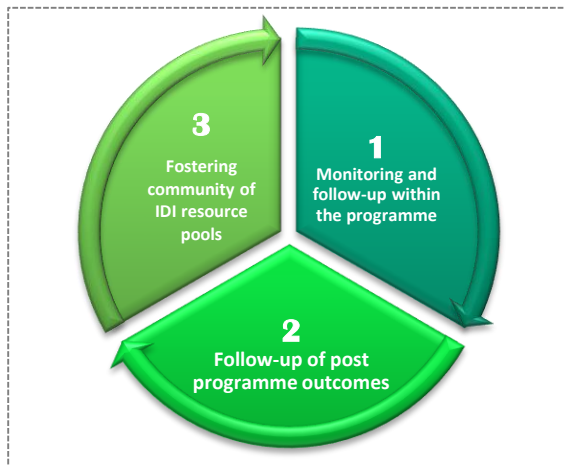 1
Monitoring and
follow-up within
the programme
2
Follow-up of post
programme outcomes
3
Fostering
community of
IDI resource
pools